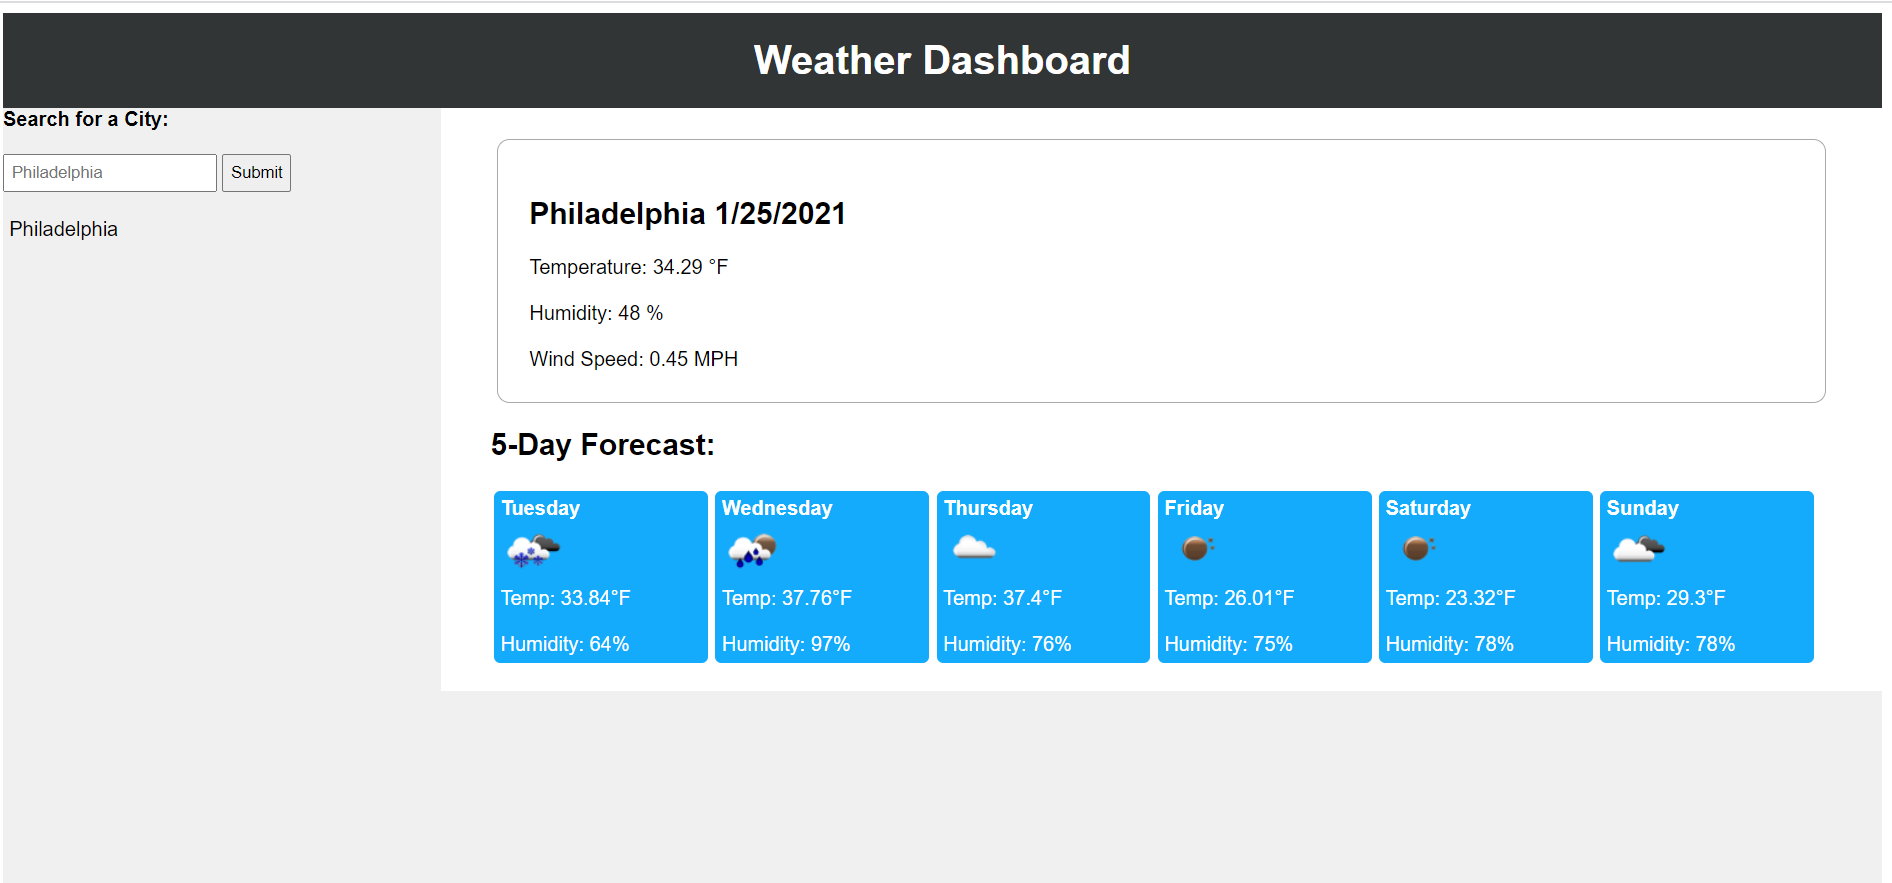 Weather Dashboard
Search for a City:
Philadelphia Submit
Philadelphia
Philadelphia 1/25/2021
Temperature: 34.29 °F
Humidity: 48 %
Wind Speed: 0.45 MPH
5-Day Forecast:
Tuesday
Temp: 33.84°F
Humidity: 64%
Wednesday
Temp: 37.76°F
Humidity: 97%
Thursday
Temp: 37.4°F
Humidity: 76%
Friday
Temp: 26.01°F
Humidity: 75%
Saturday
Temp: 23.32°F
Humidity: 78%
Sunday
Temp: 29.3°F
Humidity: 78%